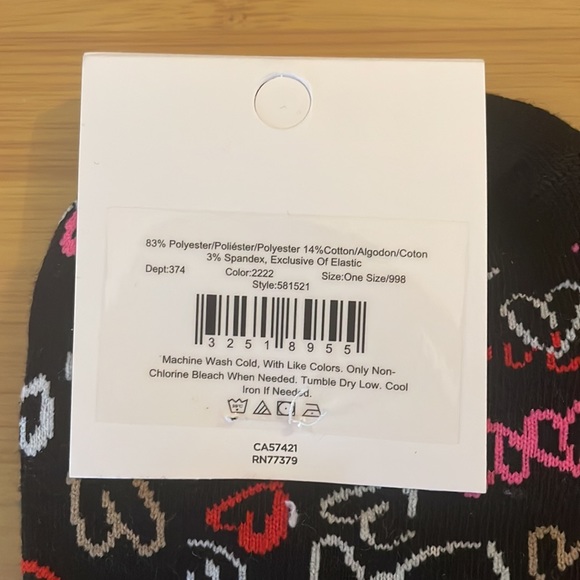 83% Polyester/Poliéster/Polyester 14%Cotton/Algodon/Coton
3% Spandex, Exclusive Of Elastic
Dept:374 Color:2222 Size:One Size/998
Style:581521
32518955
Machine Wash Cold, With Like Colors. Only Non-
Chlorine Bleach When Needed. Tumble Dry Low. Cool
Iron If Needed.
CA57421
RN77379